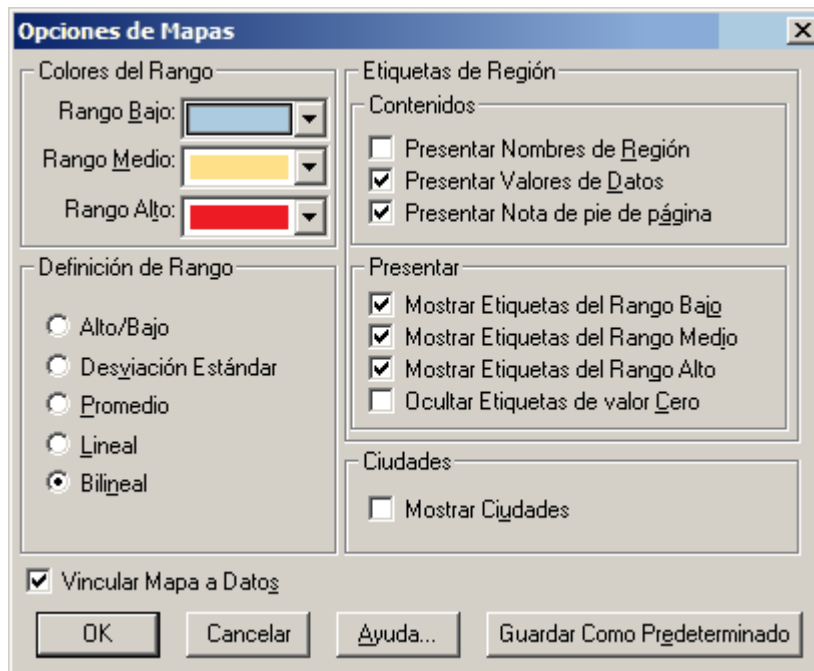 Opciones de Mapas
Colores del Rango
Rango Bajo:
Rango Medio:
Rango Alto:
Definición de Rango
Alto/Bajo
Desviación Estándar
Promedio
Lineal
Bilineal
Etiquetas de Región
Contenidos
Presentar Nombres de Región
Presentar Valores de Datos
Presentar Nota de pie de página
Presentar
Mostrar Etiquetas del Rango Bajo
Mostrar Etiquetas del Rango Medio
Mostrar Etiquetas del Rango Alto
Ocultar Etiquetas de valor Cero
Ciudades
Mostrar Ciudades
Vincular Mapa a Datos
OK Cancelar Ayuda... Guardar Como Predeterminado